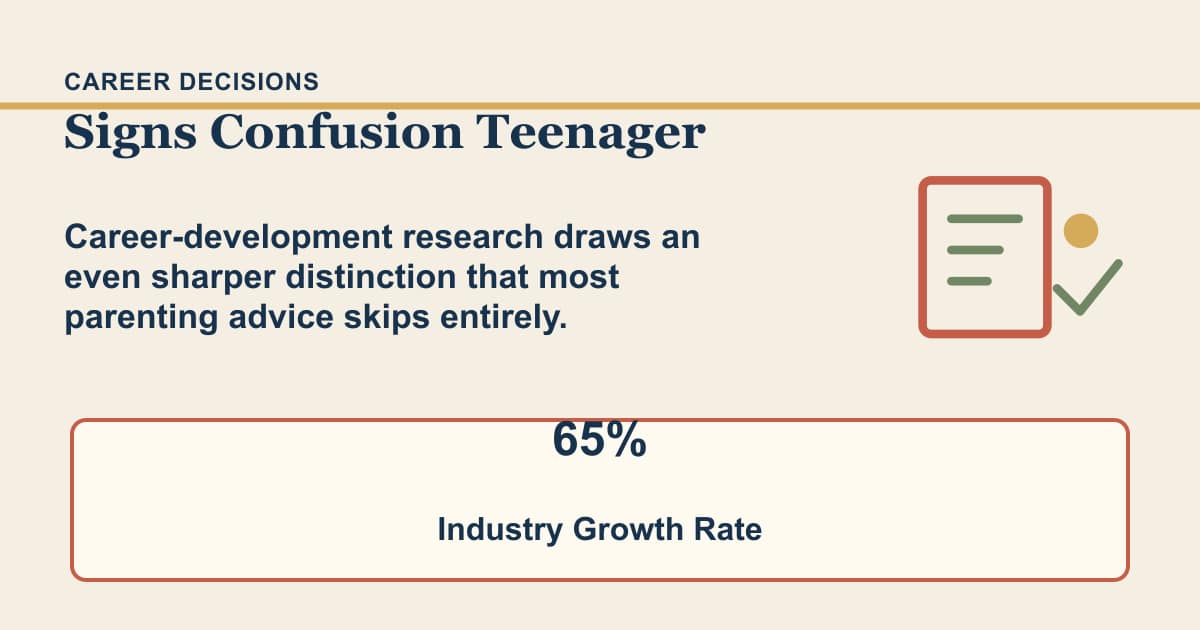 CAREER DECISIONS
Signs Confusion Teenager
Career-development research draws an
even sharper distinction that most
parenting advice skips entirely.
65%
Industry Growth Rate